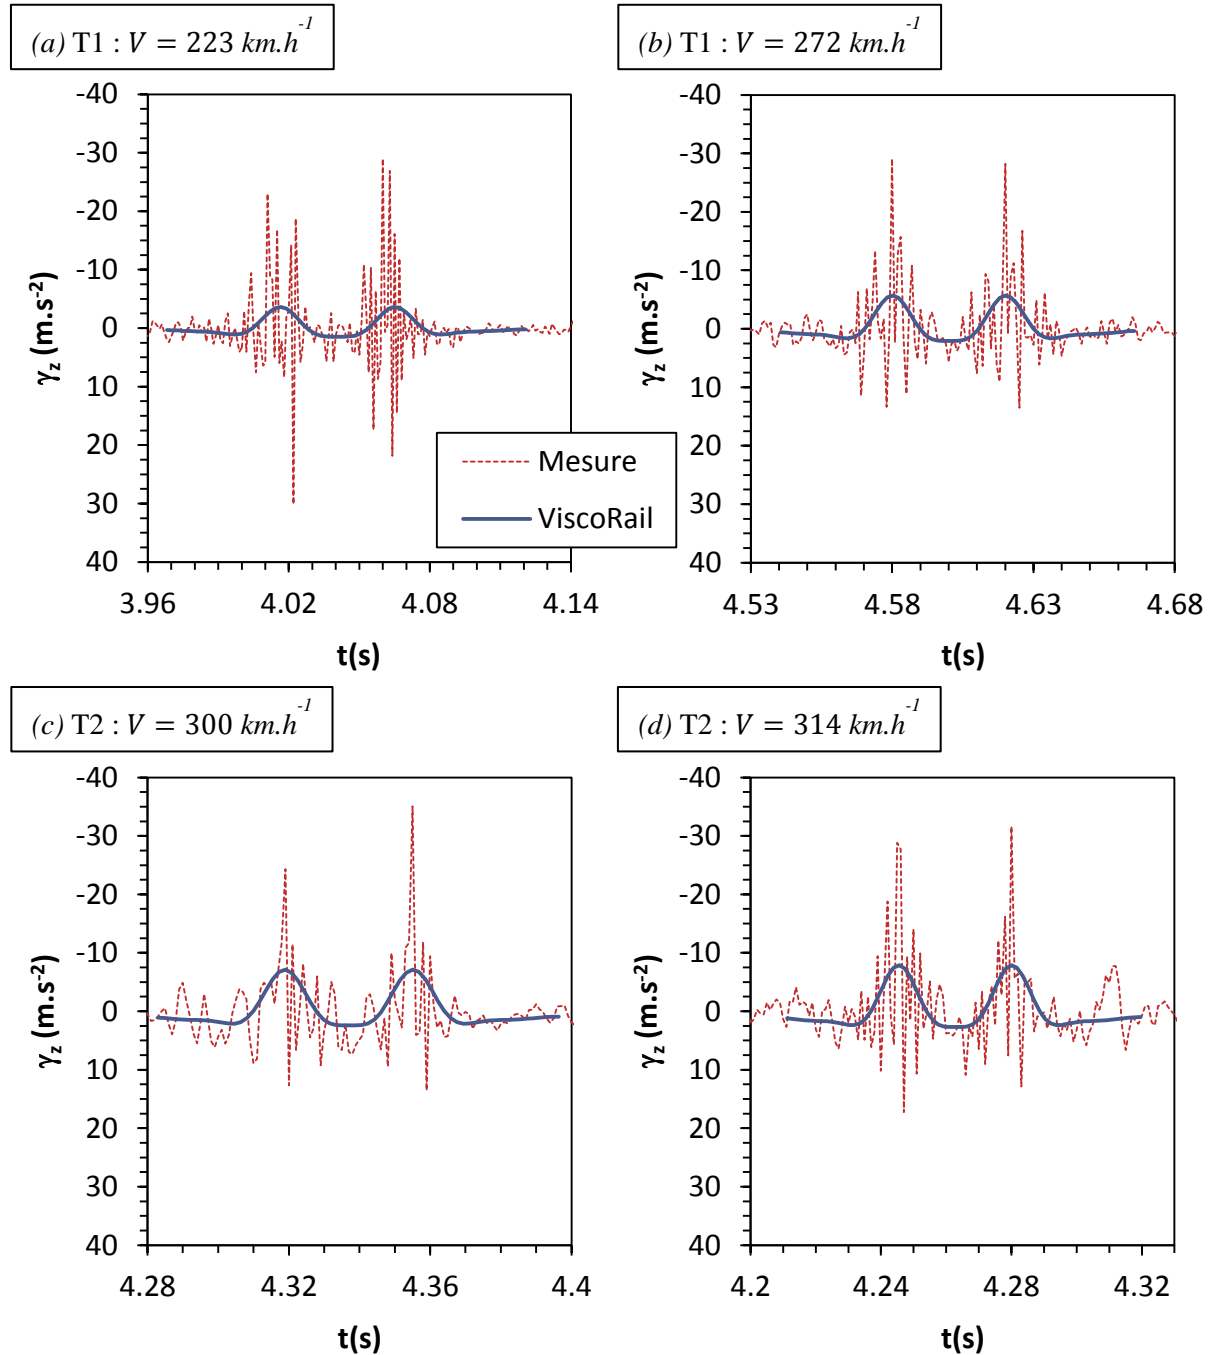 (a) T1 : V = 223 km.h-1
(b) T1 : V = 272 km.h-1
-40
-30
-20
-10
0
10
20
30
40
γz (m.s-2)
3.96 4.02 4.08 4.14
t(s)
-40
-30
-20
-10
0
10
20
30
40
γz (m.s-2)
4.53 4.58 4.63 4.68
t(s)
Mesure
ViscoRail
(c) T2 : V = 300 km.h-1
(d) T2 : V = 314 km.h-1
-40
-30
-20
-10
0
10
20
30
40
γz (m.s-2)
4.28 4.32 4.36 4.4
t(s)
-40
-30
-20
-10
0
10
20
30
40
γz (m.s-2)
4.2 4.24 4.28 4.32
t(s)